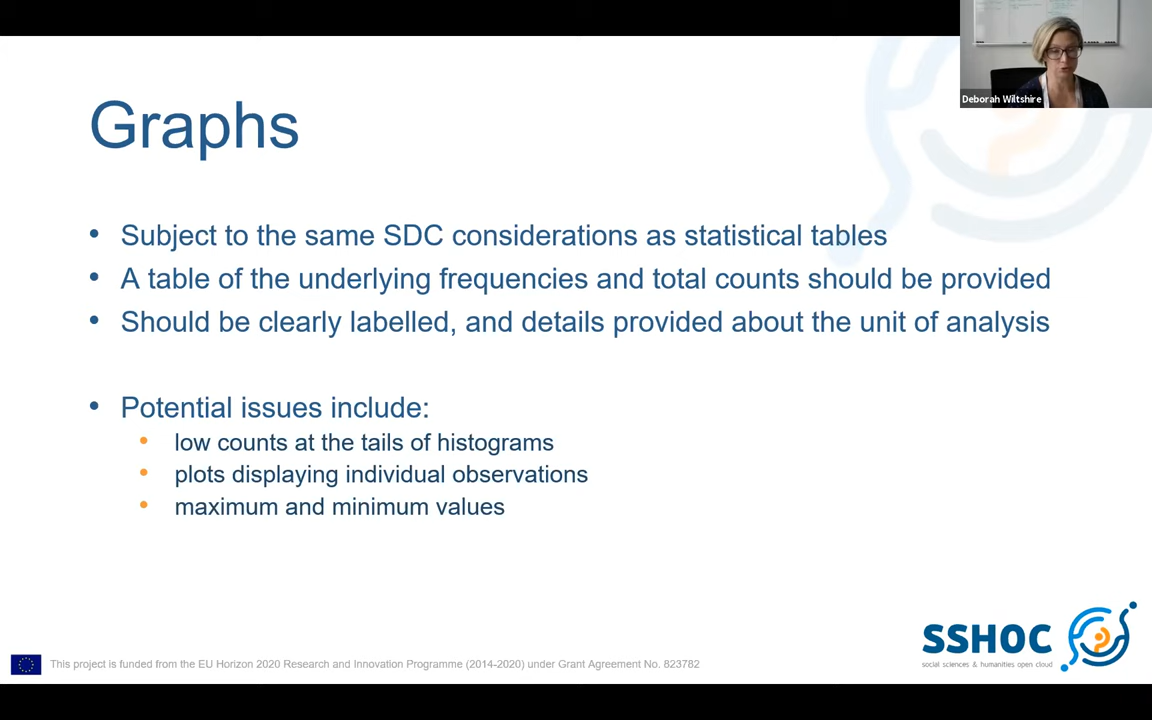 Deborah Wiltshire
Graphs
• Subject to the same SDC considerations as statistical tables
• A table of the underlying frequencies and total counts should be provided
• Should be clearly labelled, and details provided about the unit of analysis
• Potential issues include:
• low counts at the tails of histograms
• plots displaying individual observations
• maximum and minimum values
SSHOC
social sciences & humanities open cloud
This project is funded from the EU Horizon 2020 Research and Innovation Programme (2014-2020) under Grant Agreement No. 823782